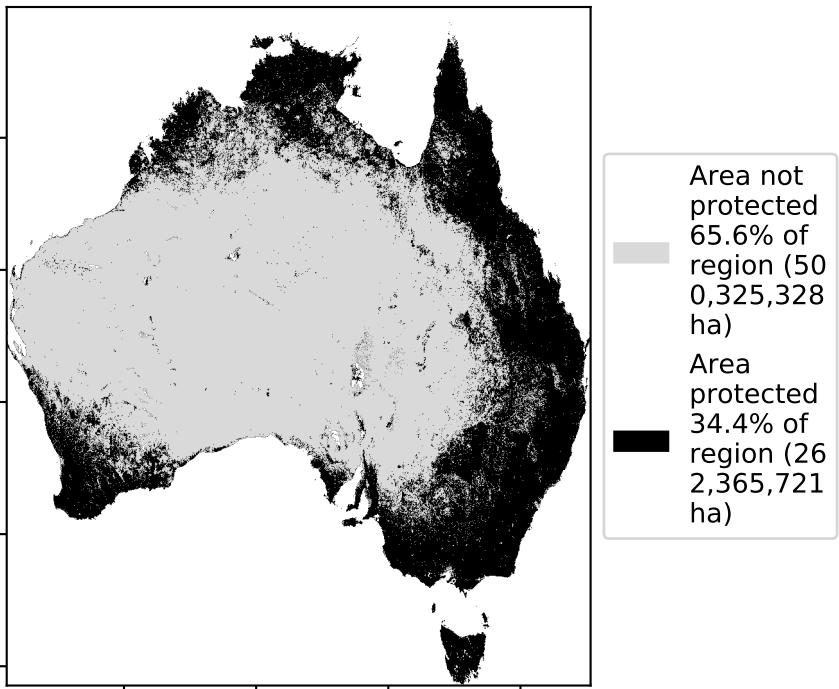 Area not
protected
65.6% of
region (50
0,325,328
ha)
Area
protected
34.4% of
region (26
2,365,721
ha)